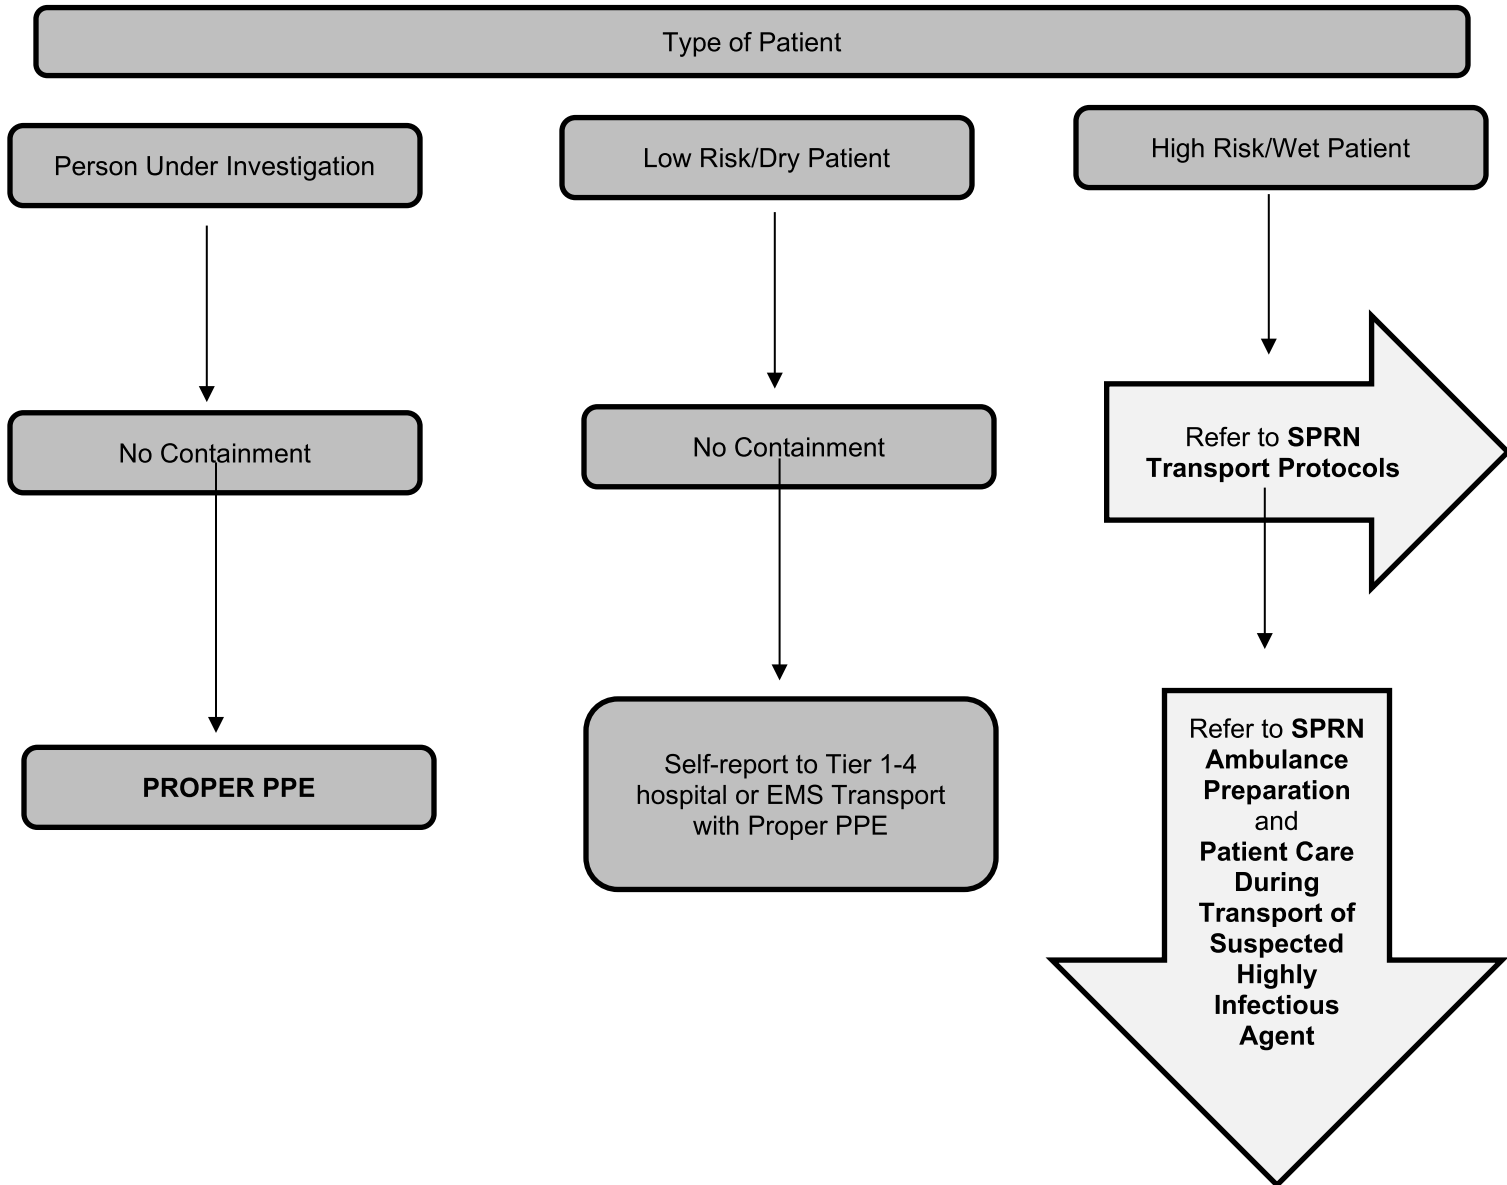 Type of Patient
Person Under Investigation
Low Risk/Dry Patient
High Risk/Wet Patient
No Containment
No Containment
Refer to SPRN
Transport Protocols
PROPER PPE
Self-report to Tier 1-4
hospital or EMS Transport
with Proper PPE
Refer to SPRN
Ambulance
Preparation
and
Patient Care
During
Transport of
Suspected
Highly
Infectious
Agent